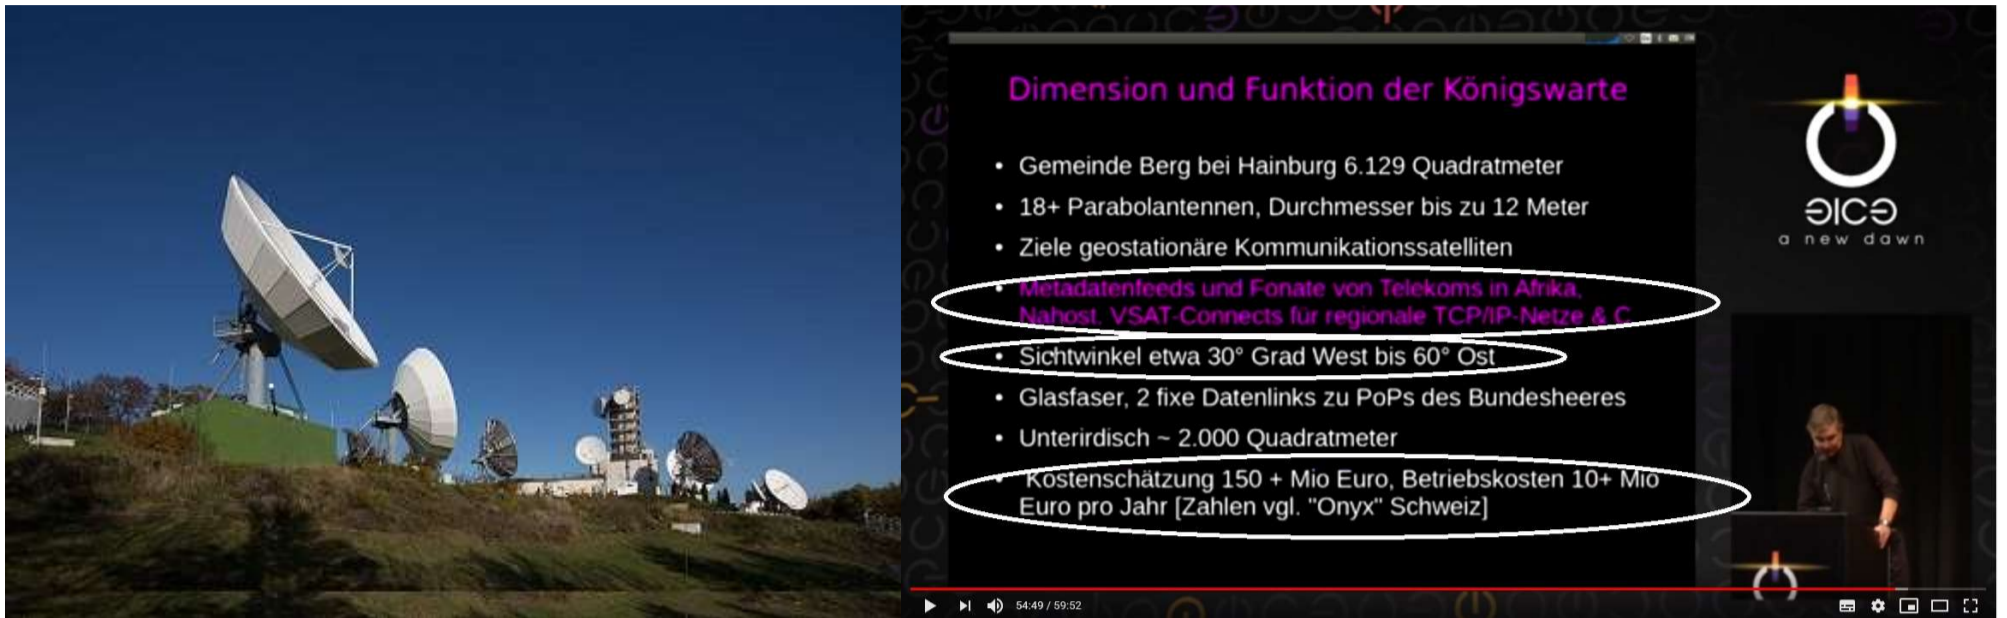 Dimension und Funktion der Königswarte
• Gemeinde Berg bei Hainburg 6.129 Quadratmeter
• 18+ Parabolantennen, Durchmesser bis zu 12 Meter
• Ziele geostationäre Kommunikationssatelliten
• Metadatenfeeds und Fonate von Telekoms in Afrika,
Nahost. VSAT-Connects für regionale TCP/IP-Netze & C
• Sichtwinkel etwa 30° Grad West bis 60° Ost
• Glasfaser, 2 fixe Datenlinks zu PoPs des Bundesheeres
• Unterirdisch ~ 2.000 Quadratmeter
• Kostenschätzung 150 + Mio Euro, Betriebskosten 10+ Mio
Euro pro Jahr [Zahlen vgl. "Onyx" Schweiz]
a new dawn
54:49 / 59:52